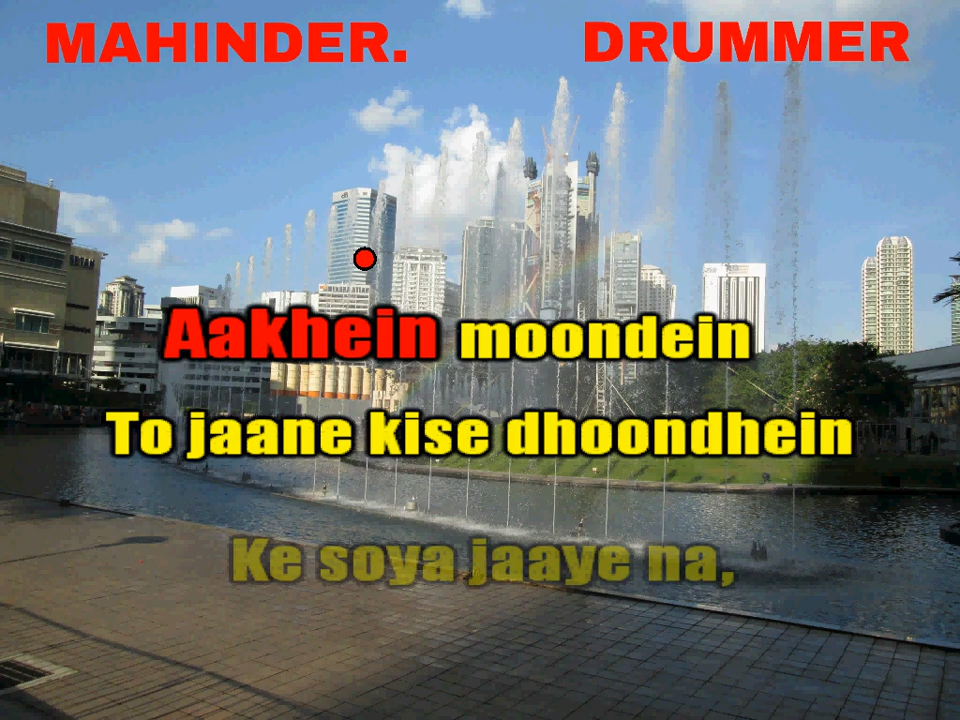 MAHINDER. DRUMMER
Aakhein moondein
To jaane kise dhoondhein
Ke soya jaaye na,